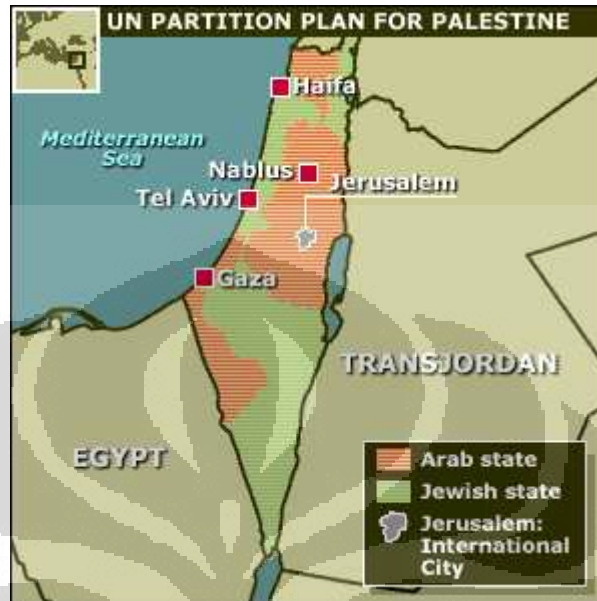 UN PARTITION PLAN FOR PALESTINE
Haifa
Mediterranean
Sea
Nablus
Jerusalem
Tel Aviv
Gaza
TRANSJORDAN
EGYPT
Arab state
Jewish state
Jerusalem:
International
City